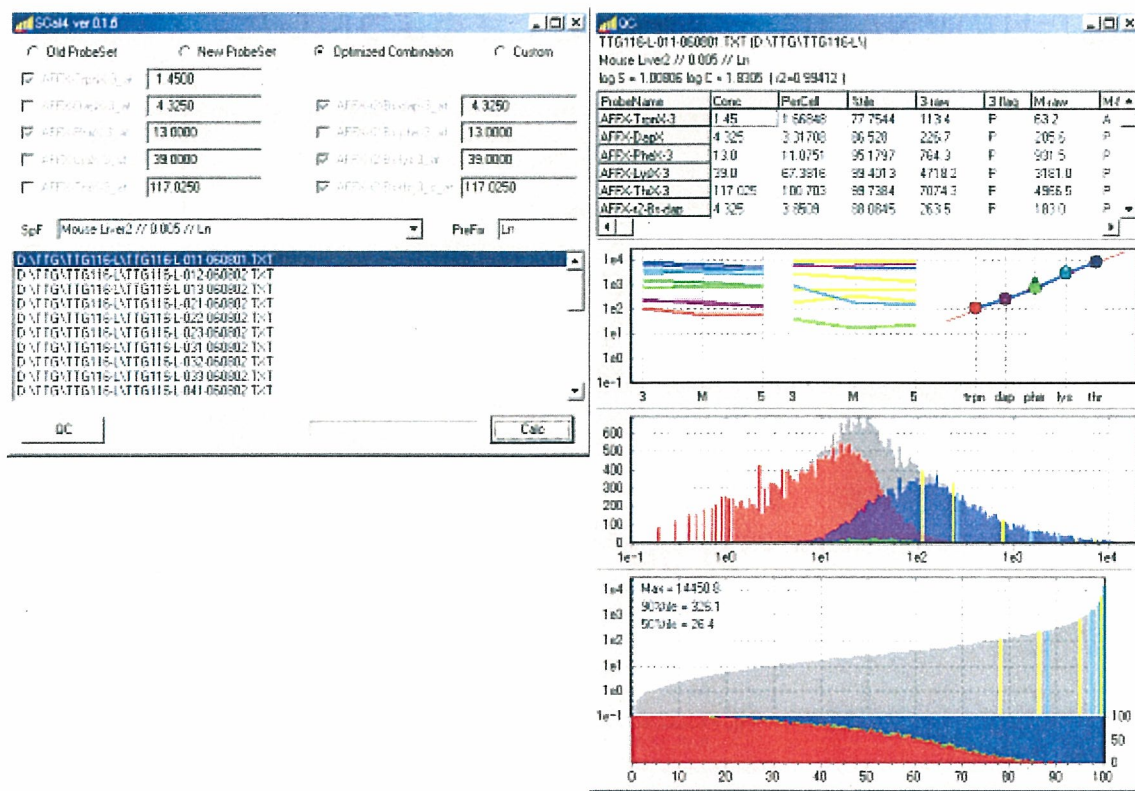 SCal4 ver 0.1.6
Old ProbeSet New ProbeSet Optimized Combination Custom
1.4500
4.3250 4.3250
13.0000 13.0000
39.0000 39.0000
117.0250 117.0250
SpF Mouse Liver2 // 0.005 // Ln PreFix Ln
D:\TTG\TTG116-L\TTG116-L-011-060801.TXT
D:\TTG\TTG116-L\TTG116-L-012-060802.TXT
D:\TTG\TTG116-L\TTG116-L-013-060802.TXT
D:\TTG\TTG116-L\TTG116-L-021-060802.TXT
D:\TTG\TTG116-L\TTG116-L-022-060802.TXT
D:\TTG\TTG116-L\TTG116-L-023-060802.TXT
D:\TTG\TTG116-L\TTG116-L-031-060802.TXT
D:\TTG\TTG116-L\TTG116-L-032-060802.TXT
D:\TTG\TTG116-L\TTG116-L-033-060802.TXT
D:\TTG\TTG116-L\TTG116-L-041-060802.TXT
QC Calc
QC
TTG116-L-011-060801.TXT (D:\TTG\TTG116-L\)
Mouse Liver2 // 0.005 // Ln
log S = 1.00806 log C + 1.8305 ( r2=0.99412 )
ProbeName Conc PerCell %tile 3 raw 3 flag M-raw
AFFX-TrpnX-3 1.45 1.66848 77.7544 113.4 P 63.2 A
AFFX-DapX 4.325 3.31708 86.528 226.7 P 205.6 P
AFFX-PheX-3 13.0 11.0751 95.1797 764.3 P 931.5 P
AFFX-LysX-3 39.0 67.3816 99.4013 4718.2 P 3181.0 P
AFFX-ThrX-3 117.025 100.703 99.7384 7074.3 P 4966.5 P
AFFX-r2-Bs-dap 4.325 3.8509 88.0845 263.5 P 183.0 P
1e4
1e3
1e2
1e1
1e0
1e-1
3 M 5 3 M 5 trpn dap phe lys thr
600
500
400
300
200
100
0
1e-1 1e0 1e1 1e2 1e3 1e4
Max = 14450.8
90%ile = 326.1
50%ile = 26.4
1e4
1e3
1e2
1e1
1e0
1e-1
100
50
0
0 10 20 30 40 50 60 70 80 90 100